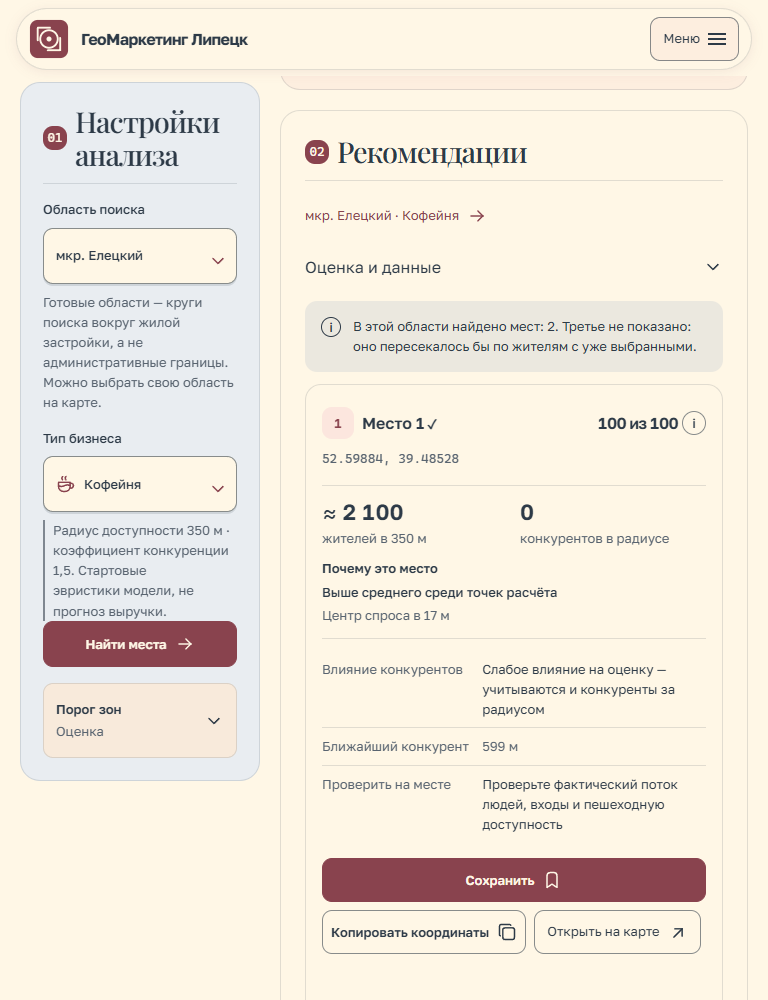 ГеоМаркетинг Липецк
Меню
01
Настройки
анализа
Область поиска
мкр. Елецкий
Готовые области — круги
поиска вокруг жилой
застройки, а не
административные границы.
Можно выбрать свою область
на карте.
Тип бизнеса
Кофейня
Радиус доступности 350 м ·
коэффициент конкуренции
1,5. Стартовые
эвристики модели, не
прогноз выручки.
Найти места
Порог зон
Оценка
02
Рекомендации
мкр. Елецкий · Кофейня
Оценка и данные
В этой области найдено мест: 2. Третье не показано:
оно пересекалось бы по жителям с уже выбранными.
1
Место 1 ✓
100 из 100
52.59884, 39.48528
≈ 2 100
жителей в 350 м
0
конкурентов в радиусе
Почему это место
Выше среднего среди точек расчёта
Центр спроса в 17 м
Влияние конкурентов
Слабое влияние на оценку —
учитываются и конкуренты за
радиусом
Ближайший конкурент
599 м
Проверить на месте
Проверьте фактический поток
людей, входы и пешеходную
доступность
Сохранить
Копировать координаты
Открыть на карте